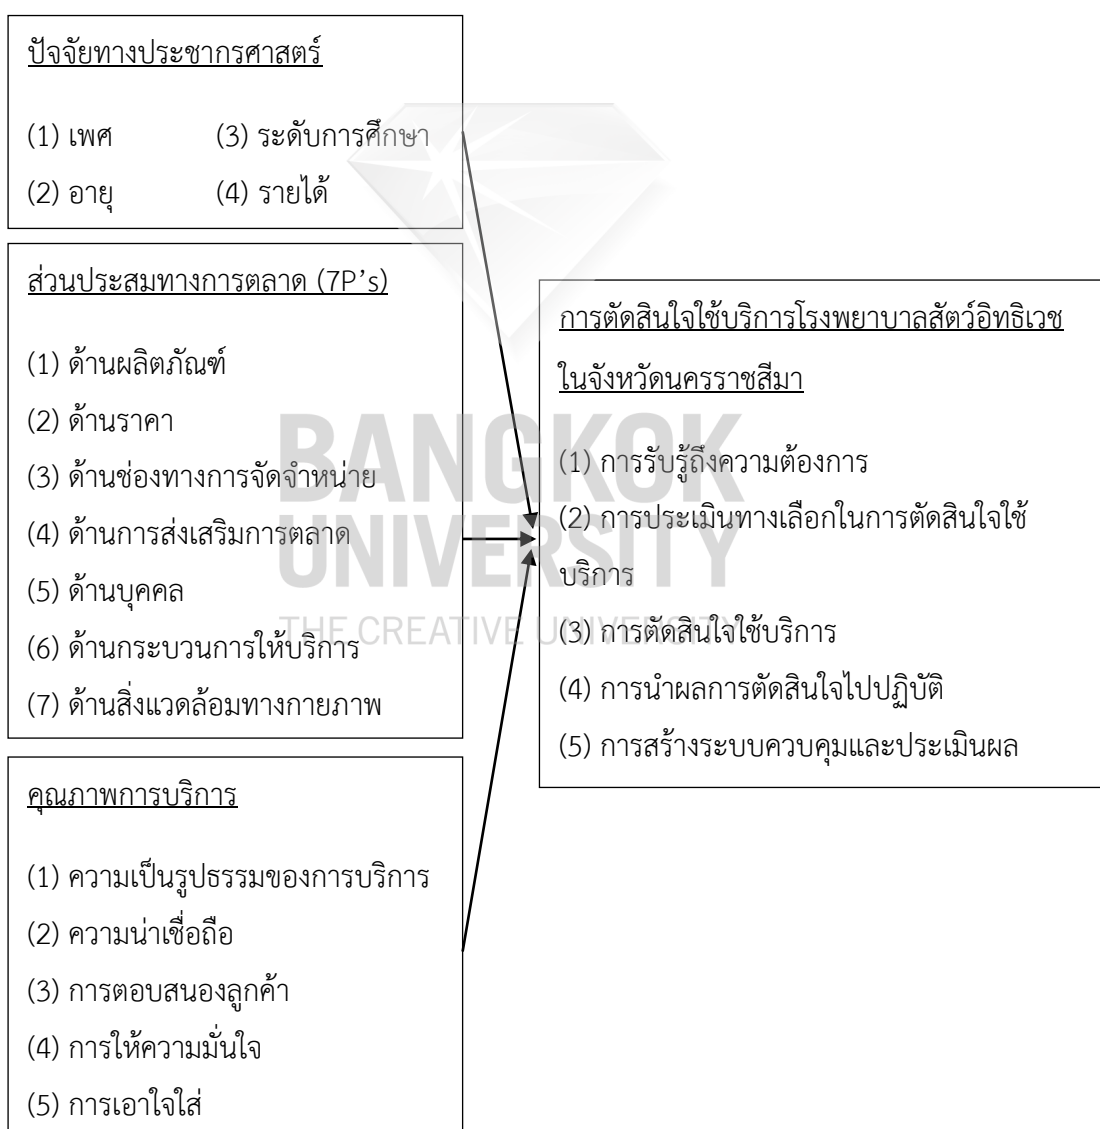 ปัจจัยทางประชากรศาสตร์
(1) เพศ (3) ระดับการศึกษา
(2) อายุ (4) รายได้
ส่วนประสมทางการตลาด (7P’s)
(1) ด้านผลิตภัณฑ์
(2) ด้านราคา
(3) ด้านช่องทางการจัดจำหน่าย
(4) ด้านการส่งเสริมการตลาด
(5) ด้านบุคคล
(6) ด้านกระบวนการให้บริการ
(7) ด้านสิ่งแวดล้อมทางกายภาพ
คุณภาพการบริการ
(1) ความเป็นรูปธรรมของการบริการ
(2) ความน่าเชื่อถือ
(3) การตอบสนองลูกค้า
(4) การให้ความมั่นใจ
(5) การเอาใจใส่
การตัดสินใจใช้บริการโรงพยาบาลสัตว์อิทธิเวช
ในจังหวัดนครราชสีมา
(1) การรับรู้ถึงความต้องการ
(2) การประเมินทางเลือกในการตัดสินใจใช้
บริการ
(3) การตัดสินใจใช้บริการ
(4) การนำผลการตัดสินใจไปปฏิบัติ
(5) การสร้างระบบควบคุมและประเมินผล
BANGKOK
UNIVERSITY
THE CREATIVE UNIVERSITY